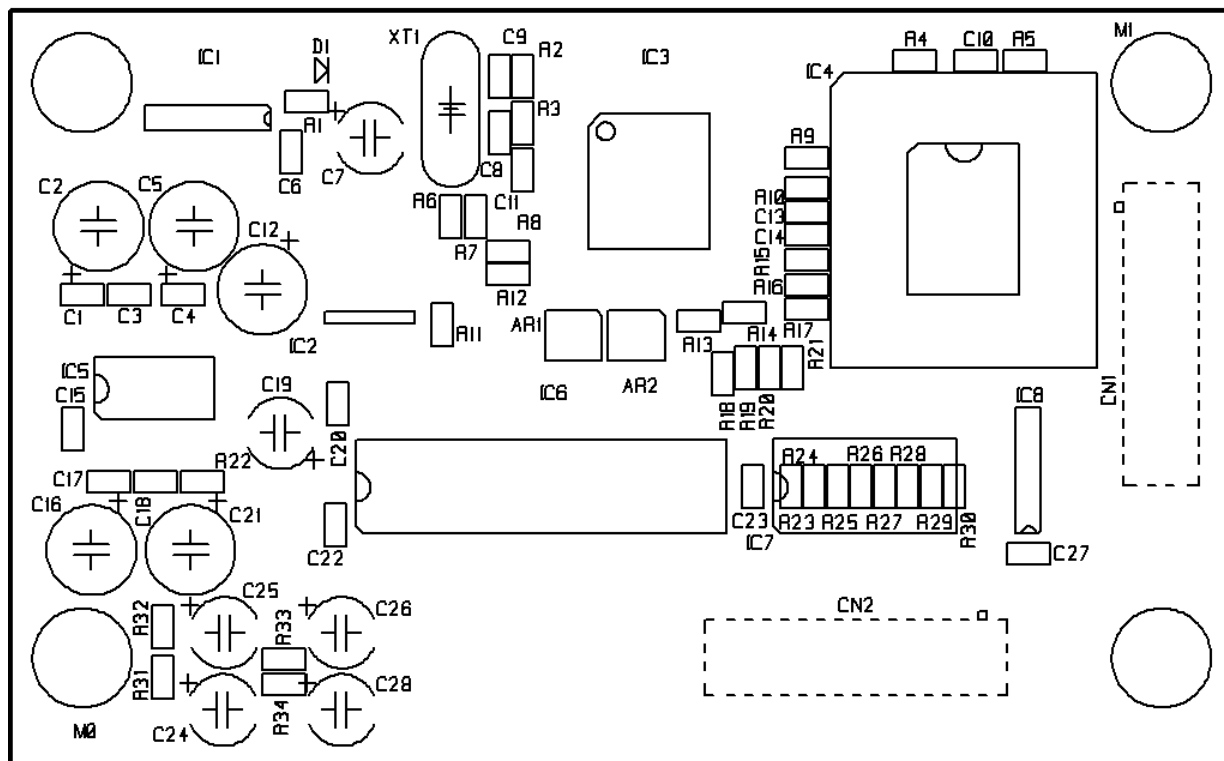 IC1
D1
XT1
C9
R2
IC3
IC4
R4
C10
R5
M1
R1
C6
C7
R3
C8
C11
R9
C2
C5
C12
R6
R7
R8
R12
R10
C13
C14
R15
R16
R17
C1
C3
C4
IC2
R11
AR1
AR2
IC6
R13
R14
R18
R19
R20
R21
CN1
IC5
C15
C19
C20
IC8
C17
C18
R22
C16
C21
C22
C23
IC7
R24
R26
R28
R23
R25
R27
R29
R30
C27
R32
C25
R33
C26
CN2
R31
C24
R34
C28
M0